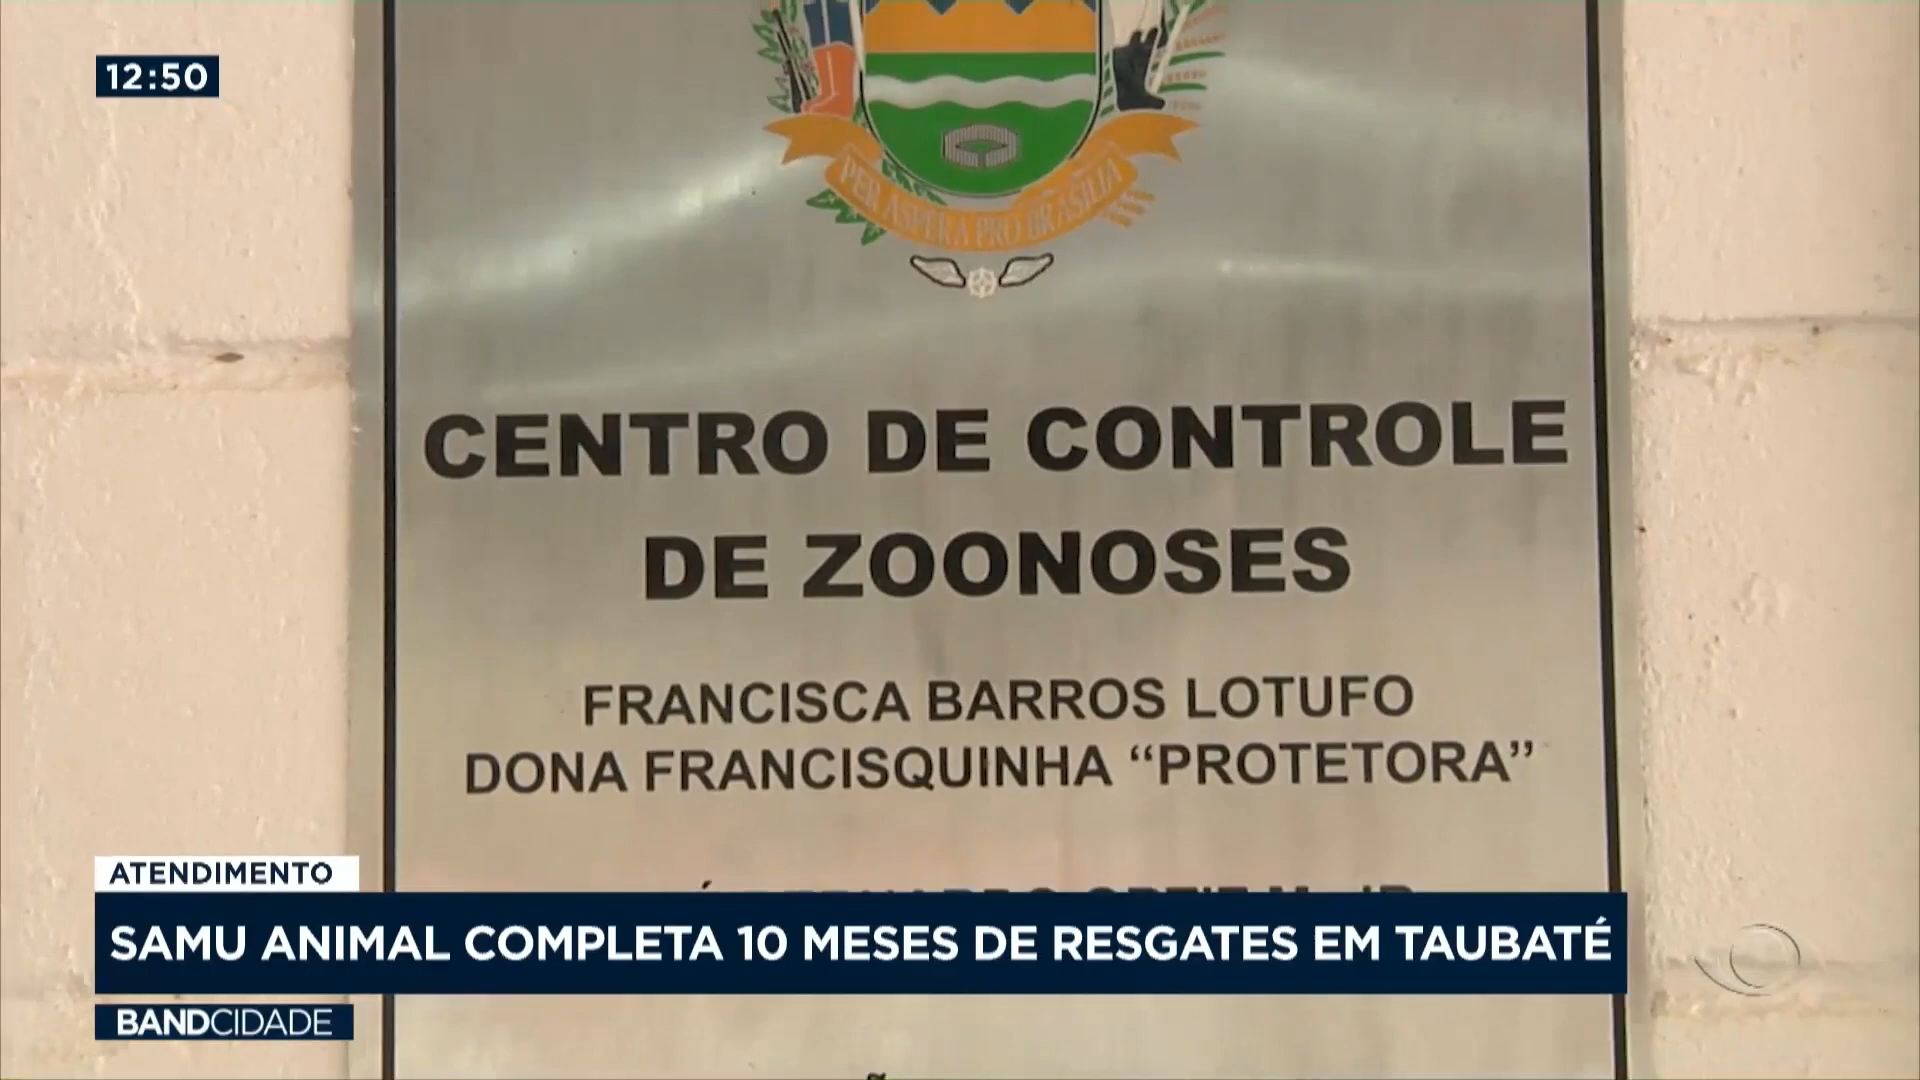 12:50
PER ASPERA PRO BRASILIA
CENTRO DE CONTROLE
DE ZOONOSES
FRANCISCA BARROS LOTUFO
DONA FRANCISQUINHA “PROTETORA”
ATENDIMENTO
SAMU ANIMAL COMPLETA 10 MESES DE RESGATES EM TAUBATÉ
BANDCIDADE